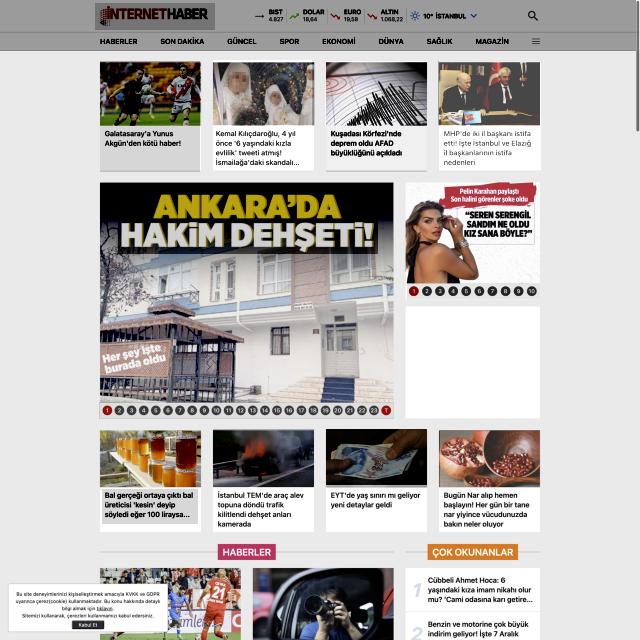 İNTERNETHABER
BIST
4.827
DOLAR
18,64
EURO
19,58
ALTIN
1.068,22
10° İSTANBUL
HABERLER SON DAKİKA GÜNCEL SPOR EKONOMİ DÜNYA SAĞLIK MAGAZİN
Galatasaray'a Yunus
Akgün'den kötü haber!
Kemal Kılıçdaroğlu, 4 yıl
önce '6 yaşındaki kızla
evlilik' tweeti atmış!
İsmailağa'daki skandalı...
Kuşadası Körfezi'nde
deprem oldu AFAD
büyüklüğünü açıkladı
MHP'de iki il başkanı istifa
etti! İşte İstanbul ve Elazığ
il başkanlarının istifa
nedenleri
ANKARA'DA
HAKİM DEHŞETİ!
Her şey işte
burada oldu
1 2 3 4 5 6 7 8 9 10 11 12 13 14 15 16 17 18 19 20 21 22 23 T
Pelin Karahan paylaştı
Son halini görenler şoke oldu
"SEREN SERENGİL
SANDIM NE OLDU
KIZ SANA BÖYLE?"
1 2 3 4 5 6 7 8 9 10
Bal gerçeği ortaya çıktı bal
üreticisi 'kesin' deyip
söyledi eğer 100 liraysa...
İstanbul TEM'de araç alev
topuna döndü trafik
kilitlendi dehşet anları
kamerada
EYT'de yaş sınırı mı geliyor
yeni detaylar geldi
Bugün Nar alıp hemen
başlayın! Her gün bir tane
nar yiyince vücudunuzda
bakın neler oluyor
HABERLER
ÇOK OKUNANLAR
21
1
Cübbeli Ahmet Hoca: 6
yaşındaki kıza imam nikahı olur
mu? 'Cami odasına karı getire...
2
Benzin ve motorine çok büyük
indirim geliyor! İşte 7 Aralık
Bu site deneyimlerinizi kişiselleştirmek amacıyla KVKK ve GDPR
uyarınca çerez(cookie) kullanmaktadır. Bu konu hakkında detaylı
bilgi almak için tıklayın.
Sitemizi kullanarak, çerezleri kullanmamızı kabul edersiniz.
Kabul Et